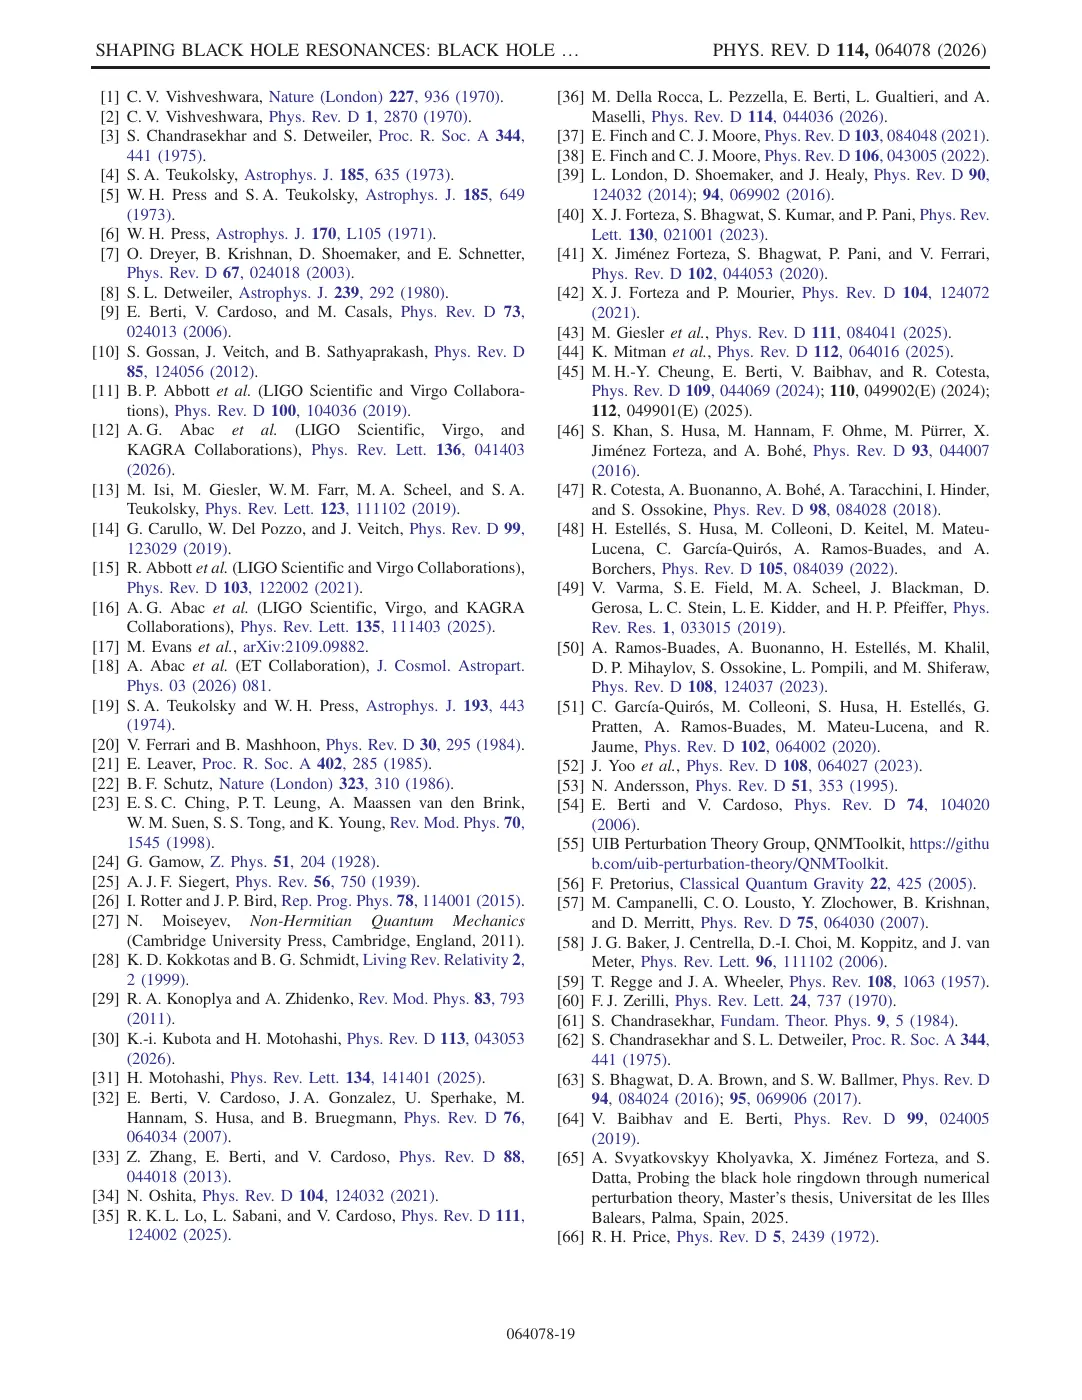 SHAPING BLACK HOLE RESONANCES: BLACK HOLE …
PHYS. REV. D 114, 064078 (2026)
[1] C. V. Vishveshwara, Nature (London) 227, 936 (1970).
[2] C. V. Vishveshwara, Phys. Rev. D 1, 2870 (1970).
[3] S. Chandrasekhar and S. Detweiler, Proc. R. Soc. A 344,
441 (1975).
[4] S. A. Teukolsky, Astrophys. J. 185, 635 (1973).
[5] W. H. Press and S. A. Teukolsky, Astrophys. J. 185, 649
(1973).
[6] W. H. Press, Astrophys. J. 170, L105 (1971).
[7] O. Dreyer, B. Krishnan, D. Shoemaker, and E. Schnetter,
Phys. Rev. D 67, 024018 (2003).
[8] S. L. Detweiler, Astrophys. J. 239, 292 (1980).
[9] E. Berti, V. Cardoso, and M. Casals, Phys. Rev. D 73,
024013 (2006).
[10] S. Gossan, J. Veitch, and B. Sathyaprakash, Phys. Rev. D
85, 124056 (2012).
[11] B. P. Abbott et al. (LIGO Scientific and Virgo Collabora-
tions), Phys. Rev. D 100, 104036 (2019).
[12] A. G. Abac et al. (LIGO Scientific, Virgo, and
KAGRA Collaborations), Phys. Rev. Lett. 136, 041403
(2026).
[13] M. Isi, M. Giesler, W. M. Farr, M. A. Scheel, and S. A.
Teukolsky, Phys. Rev. Lett. 123, 111102 (2019).
[14] G. Carullo, W. Del Pozzo, and J. Veitch, Phys. Rev. D 99,
123029 (2019).
[15] R. Abbott et al. (LIGO Scientific and Virgo Collaborations),
Phys. Rev. D 103, 122002 (2021).
[16] A. G. Abac et al. (LIGO Scientific, Virgo, and KAGRA
Collaborations), Phys. Rev. Lett. 135, 111403 (2025).
[17] M. Evans et al., arXiv:2109.09882.
[18] A. Abac et al. (ET Collaboration), J. Cosmol. Astropart.
Phys. 03 (2026) 081.
[19] S. A. Teukolsky and W. H. Press, Astrophys. J. 193, 443
(1974).
[20] V. Ferrari and B. Mashhoon, Phys. Rev. D 30, 295 (1984).
[21] E. Leaver, Proc. R. Soc. A 402, 285 (1985).
[22] B. F. Schutz, Nature (London) 323, 310 (1986).
[23] E. S. C. Ching, P. T. Leung, A. Maassen van den Brink,
W. M. Suen, S. S. Tong, and K. Young, Rev. Mod. Phys. 70,
1545 (1998).
[24] G. Gamow, Z. Phys. 51, 204 (1928).
[25] A. J. F. Siegert, Phys. Rev. 56, 750 (1939).
[26] I. Rotter and J. P. Bird, Rep. Prog. Phys. 78, 114001 (2015).
[27] N. Moiseyev, Non-Hermitian Quantum Mechanics
(Cambridge University Press, Cambridge, England, 2011).
[28] K. D. Kokkotas and B. G. Schmidt, Living Rev. Relativity 2,
2 (1999).
[29] R. A. Konoplya and A. Zhidenko, Rev. Mod. Phys. 83, 793
(2011).
[30] K.-i. Kubota and H. Motohashi, Phys. Rev. D 113, 043053
(2026).
[31] H. Motohashi, Phys. Rev. Lett. 134, 141401 (2025).
[32] E. Berti, V. Cardoso, J. A. Gonzalez, U. Sperhake, M.
Hannam, S. Husa, and B. Bruegmann, Phys. Rev. D 76,
064034 (2007).
[33] Z. Zhang, E. Berti, and V. Cardoso, Phys. Rev. D 88,
044018 (2013).
[34] N. Oshita, Phys. Rev. D 104, 124032 (2021).
[35] R. K. L. Lo, L. Sabani, and V. Cardoso, Phys. Rev. D 111,
124002 (2025).
[36] M. Della Rocca, L. Pezzella, E. Berti, L. Gualtieri, and A.
Maselli, Phys. Rev. D 114, 044036 (2026).
[37] E. Finch and C. J. Moore, Phys. Rev. D 103, 084048 (2021).
[38] E. Finch and C. J. Moore, Phys. Rev. D 106, 043005 (2022).
[39] L. London, D. Shoemaker, and J. Healy, Phys. Rev. D 90,
124032 (2014); 94, 069902 (2016).
[40] X. J. Forteza, S. Bhagwat, S. Kumar, and P. Pani, Phys. Rev.
Lett. 130, 021001 (2023).
[41] X. Jiménez Forteza, S. Bhagwat, P. Pani, and V. Ferrari,
Phys. Rev. D 102, 044053 (2020).
[42] X. J. Forteza and P. Mourier, Phys. Rev. D 104, 124072
(2021).
[43] M. Giesler et al., Phys. Rev. D 111, 084041 (2025).
[44] K. Mitman et al., Phys. Rev. D 112, 064016 (2025).
[45] M. H.-Y. Cheung, E. Berti, V. Baibhav, and R. Cotesta,
Phys. Rev. D 109, 044069 (2024); 110, 049902(E) (2024);
112, 049901(E) (2025).
[46] S. Khan, S. Husa, M. Hannam, F. Ohme, M. Pürrer, X.
Jiménez Forteza, and A. Bohé, Phys. Rev. D 93, 044007
(2016).
[47] R. Cotesta, A. Buonanno, A. Bohé, A. Taracchini, I. Hinder,
and S. Ossokine, Phys. Rev. D 98, 084028 (2018).
[48] H. Estellés, S. Husa, M. Colleoni, D. Keitel, M. Mateu-
Lucena, C. García-Quirós, A. Ramos-Buades, and A.
Borchers, Phys. Rev. D 105, 084039 (2022).
[49] V. Varma, S. E. Field, M. A. Scheel, J. Blackman, D.
Gerosa, L. C. Stein, L. E. Kidder, and H. P. Pfeiffer, Phys.
Rev. Res. 1, 033015 (2019).
[50] A. Ramos-Buades, A. Buonanno, H. Estellés, M. Khalil,
D. P. Mihaylov, S. Ossokine, L. Pompili, and M. Shiferaw,
Phys. Rev. D 108, 124037 (2023).
[51] C. García-Quirós, M. Colleoni, S. Husa, H. Estellés, G.
Pratten, A. Ramos-Buades, M. Mateu-Lucena, and R.
Jaume, Phys. Rev. D 102, 064002 (2020).
[52] J. Yoo et al., Phys. Rev. D 108, 064027 (2023).
[53] N. Andersson, Phys. Rev. D 51, 353 (1995).
[54] E. Berti and V. Cardoso, Phys. Rev. D 74, 104020
(2006).
[55] UIB Perturbation Theory Group, QNMToolkit, https://githu
b.com/uib-perturbation-theory/QNMToolkit.
[56] F. Pretorius, Classical Quantum Gravity 22, 425 (2005).
[57] M. Campanelli, C. O. Lousto, Y. Zlochower, B. Krishnan,
and D. Merritt, Phys. Rev. D 75, 064030 (2007).
[58] J. G. Baker, J. Centrella, D.-I. Choi, M. Koppitz, and J. van
Meter, Phys. Rev. Lett. 96, 111102 (2006).
[59] T. Regge and J. A. Wheeler, Phys. Rev. 108, 1063 (1957).
[60] F. J. Zerilli, Phys. Rev. Lett. 24, 737 (1970).
[61] S. Chandrasekhar, Fundam. Theor. Phys. 9, 5 (1984).
[62] S. Chandrasekhar and S. L. Detweiler, Proc. R. Soc. A 344,
441 (1975).
[63] S. Bhagwat, D. A. Brown, and S. W. Ballmer, Phys. Rev. D
94, 084024 (2016); 95, 069906 (2017).
[64] V. Baibhav and E. Berti, Phys. Rev. D 99, 024005
(2019).
[65] A. Svyatkovskyy Kholyavka, X. Jiménez Forteza, and S.
Datta, Probing the black hole ringdown through numerical
perturbation theory, Master's thesis, Universitat de les Illes
Balears, Palma, Spain, 2025.
[66] R. H. Price, Phys. Rev. D 5, 2439 (1972).
064078-19